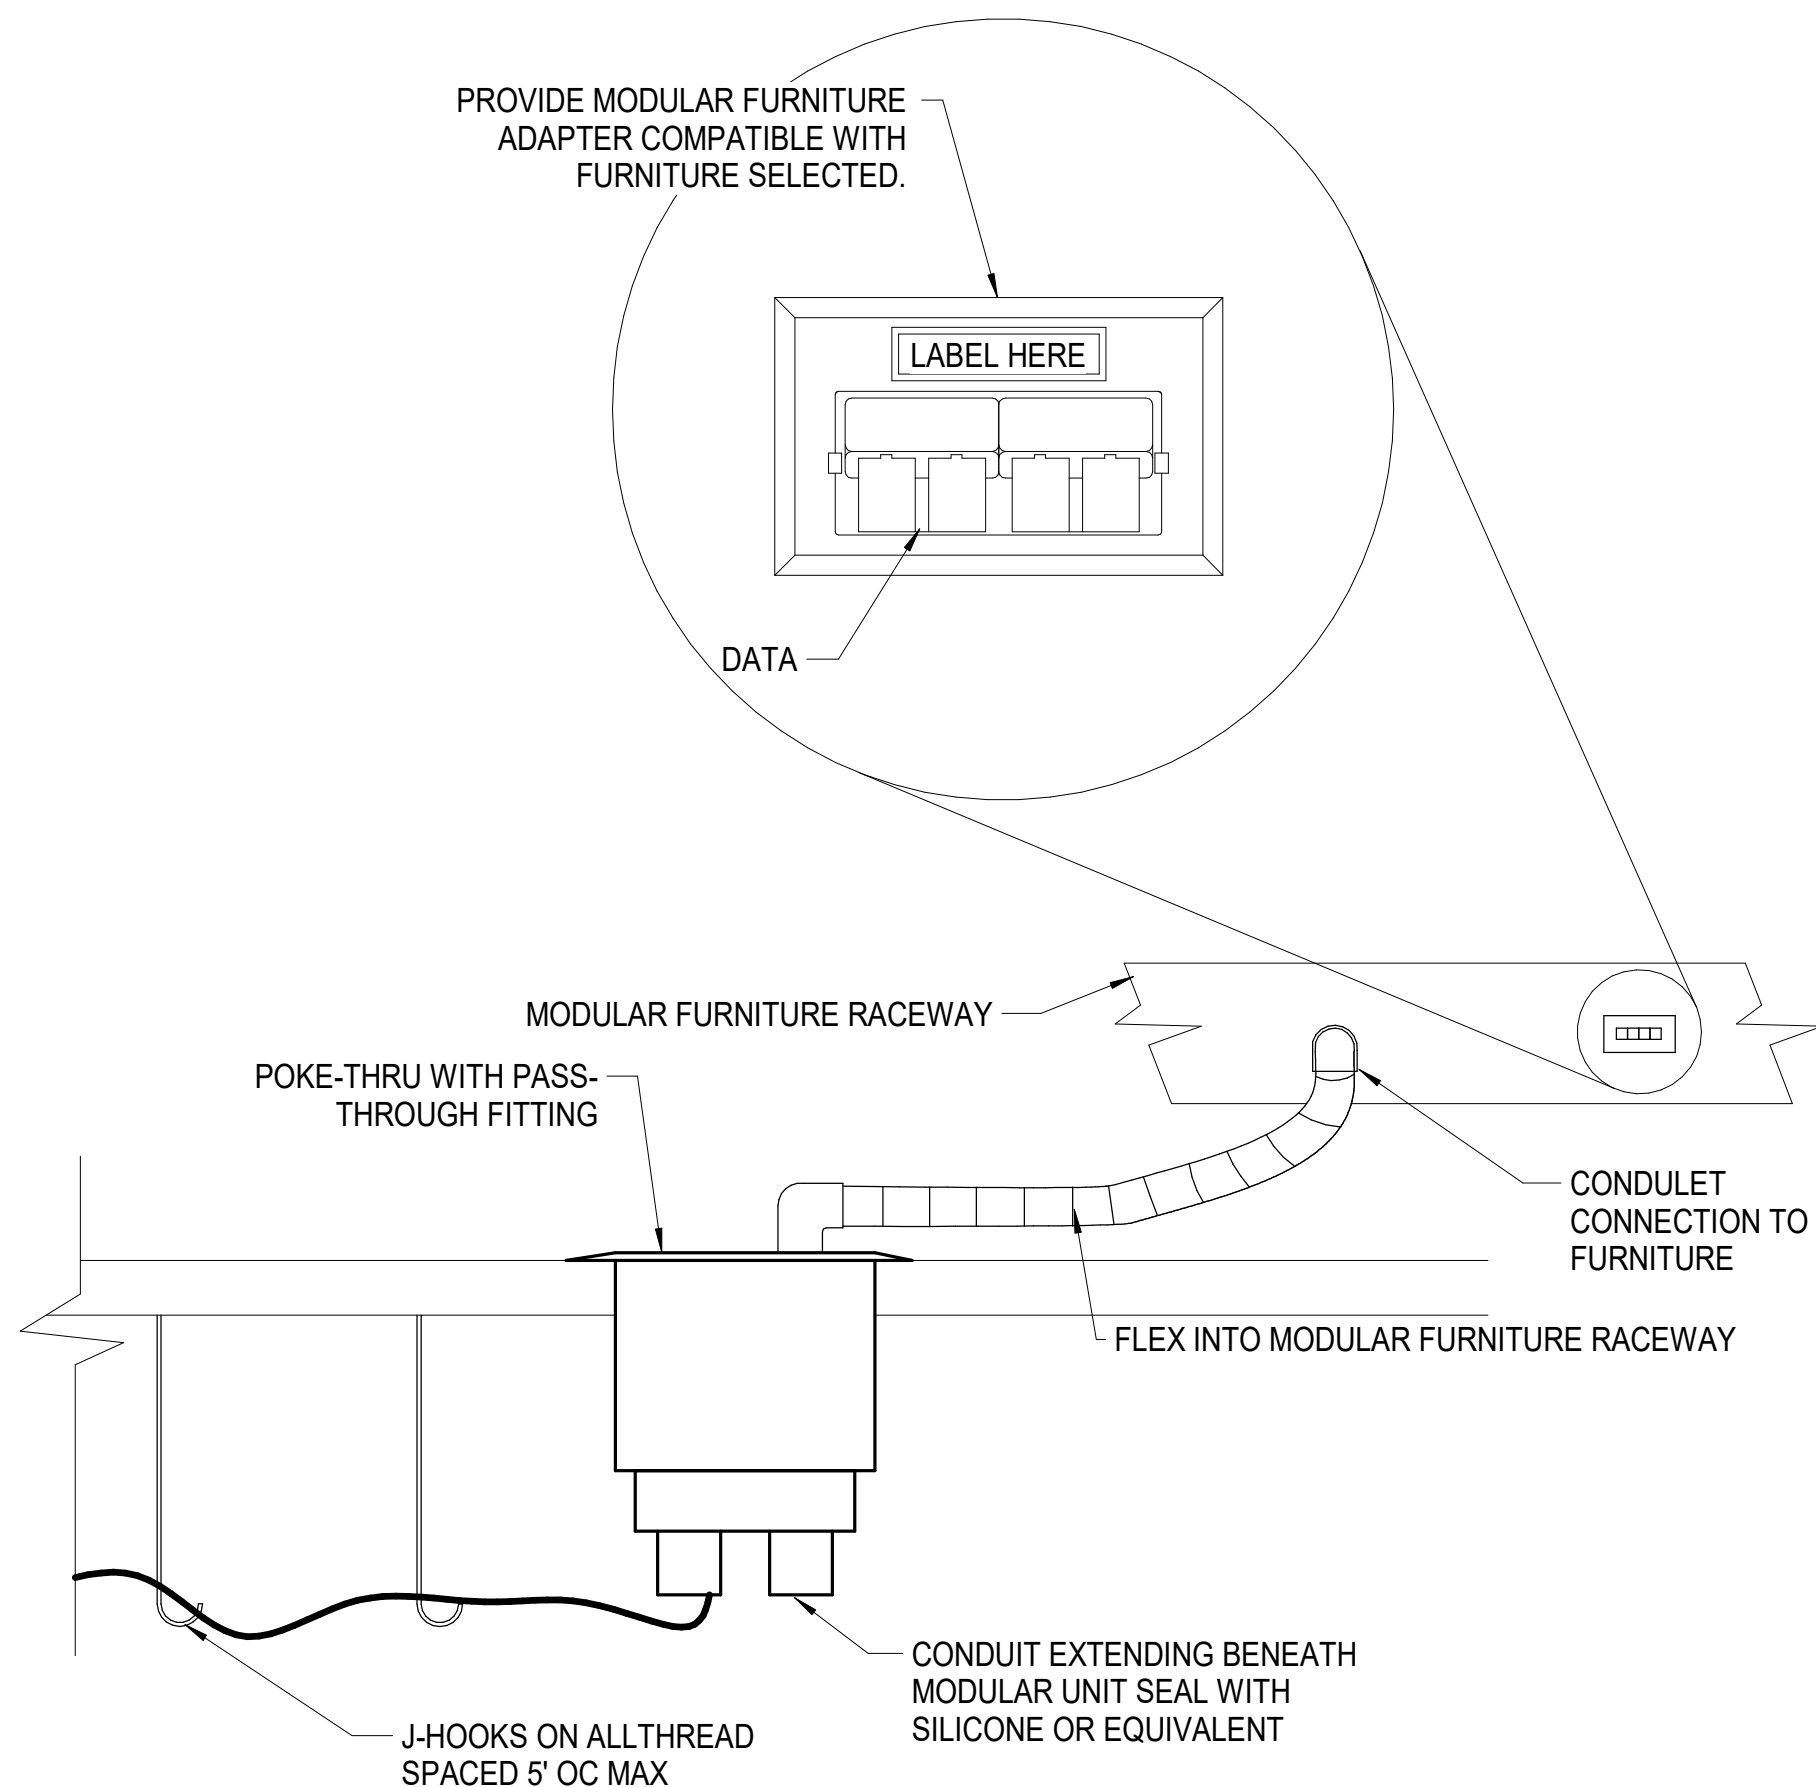 PROVIDE MODULAR FURNITURE
ADAPTER COMPATIBLE WITH
FURNITURE SELECTED.
LABEL HERE
DATA
MODULAR FURNITURE RACEWAY
POKE-THRU WITH PASS-
THROUGH FITTING
CONDULET
CONNECTION TO
FURNITURE
FLEX INTO MODULAR FURNITURE RACEWAY
CONDUIT EXTENDING BENEATH
MODULAR UNIT SEAL WITH
SILICONE OR EQUIVALENT
J-HOOKS ON ALLTHREAD
SPACED 5' OC MAX